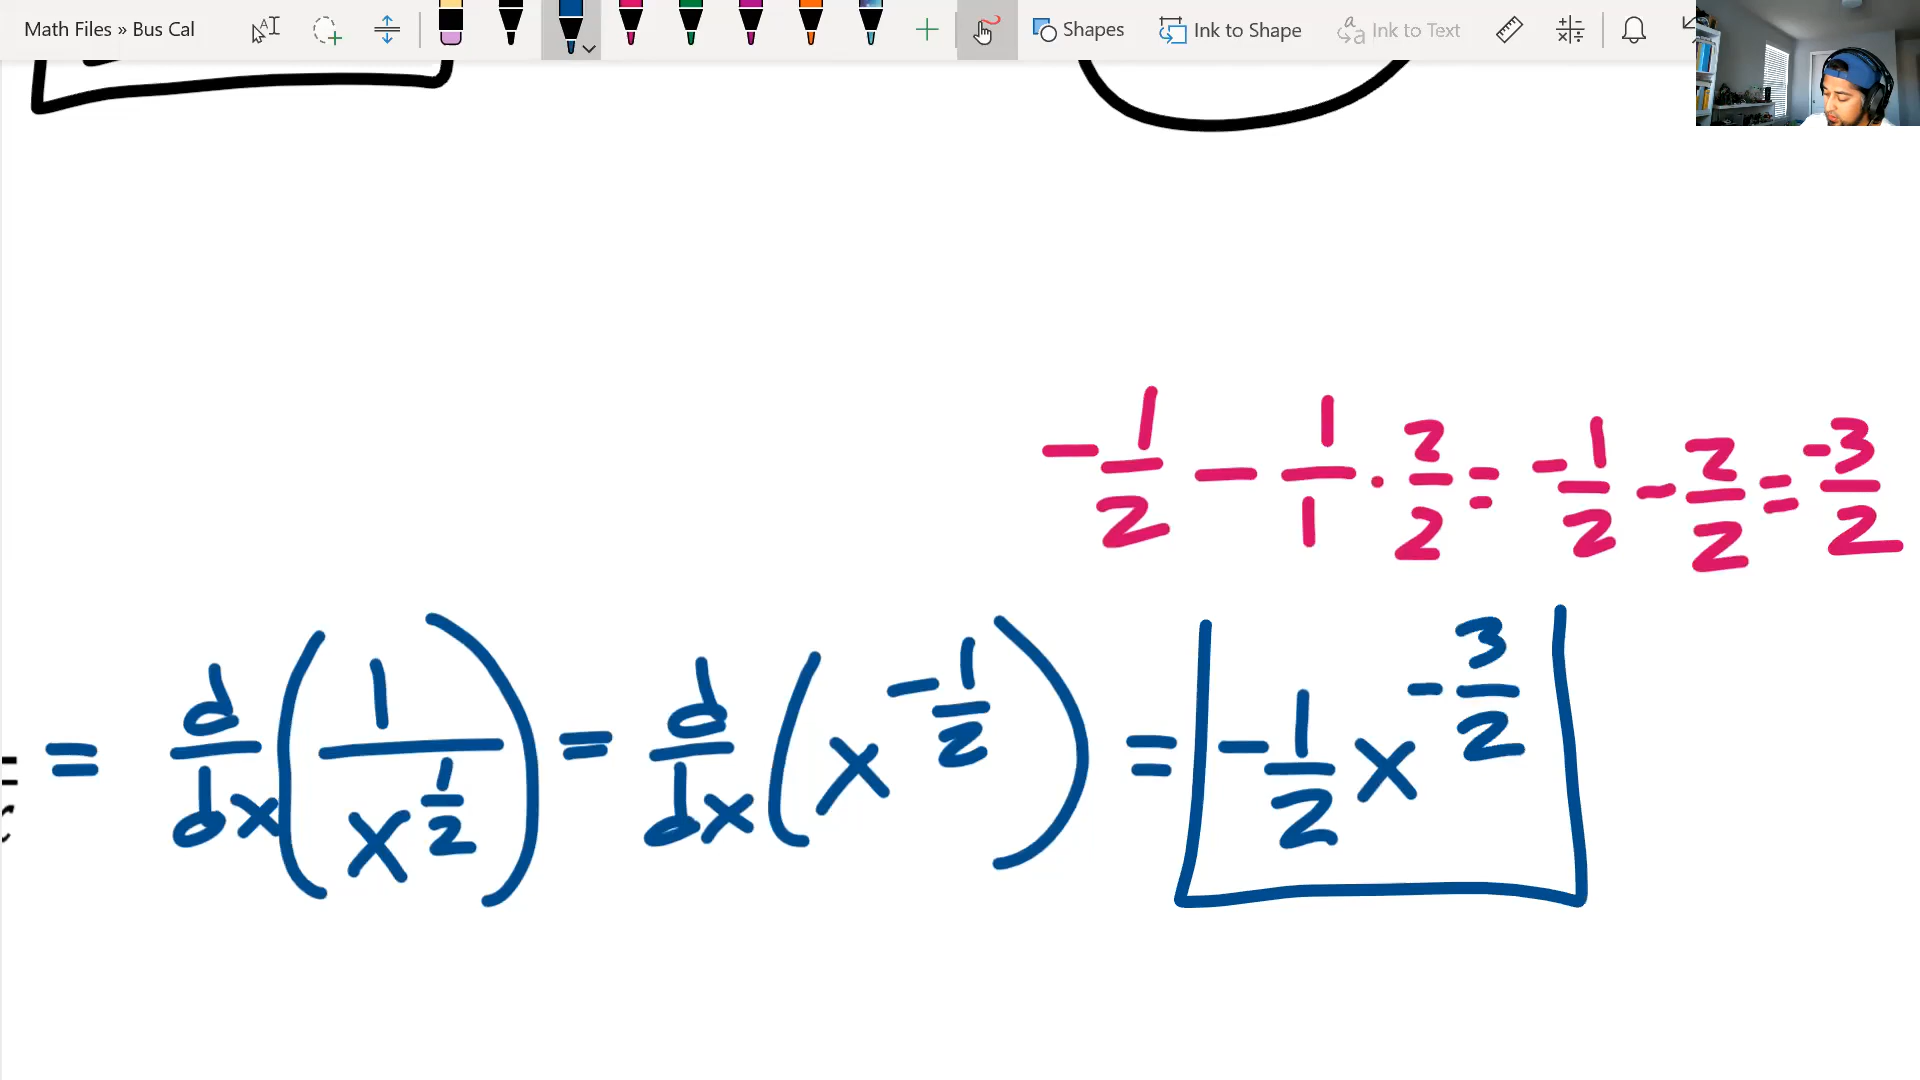 Math Files » Bus Cal Shapes Ink to Shape Ink to Text
-1/2 - 1/1 · 2/2 = -1/2 - 2/2 = -3/2
= d/dx (1/x^(1/2)) = d/dx (x^(-1/2)) = -1/2 x^(-3/2)